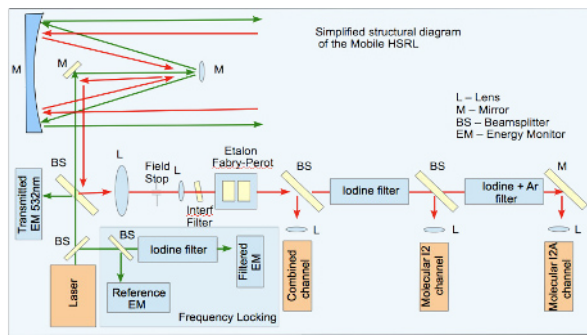 Simplified structural diagram
of the Mobile HSRL
M
M
M
L – Lens
M – Mirror
BS – Beamsplitter
EM – Energy Monitor
Etalon
Fabry-Perot
BS
L
Field
Stop
L
Interf
Filter
BS
Iodine filter
BS
Iodine + Ar filter
M
Transmitted
EM 532nm
L
L
L
BS
BS
Iodine filter
Filtered
EM
Combined
channel
Molecular I2
channel
Molecular I2A
channel
Laser
Reference
EM
Frequency Locking